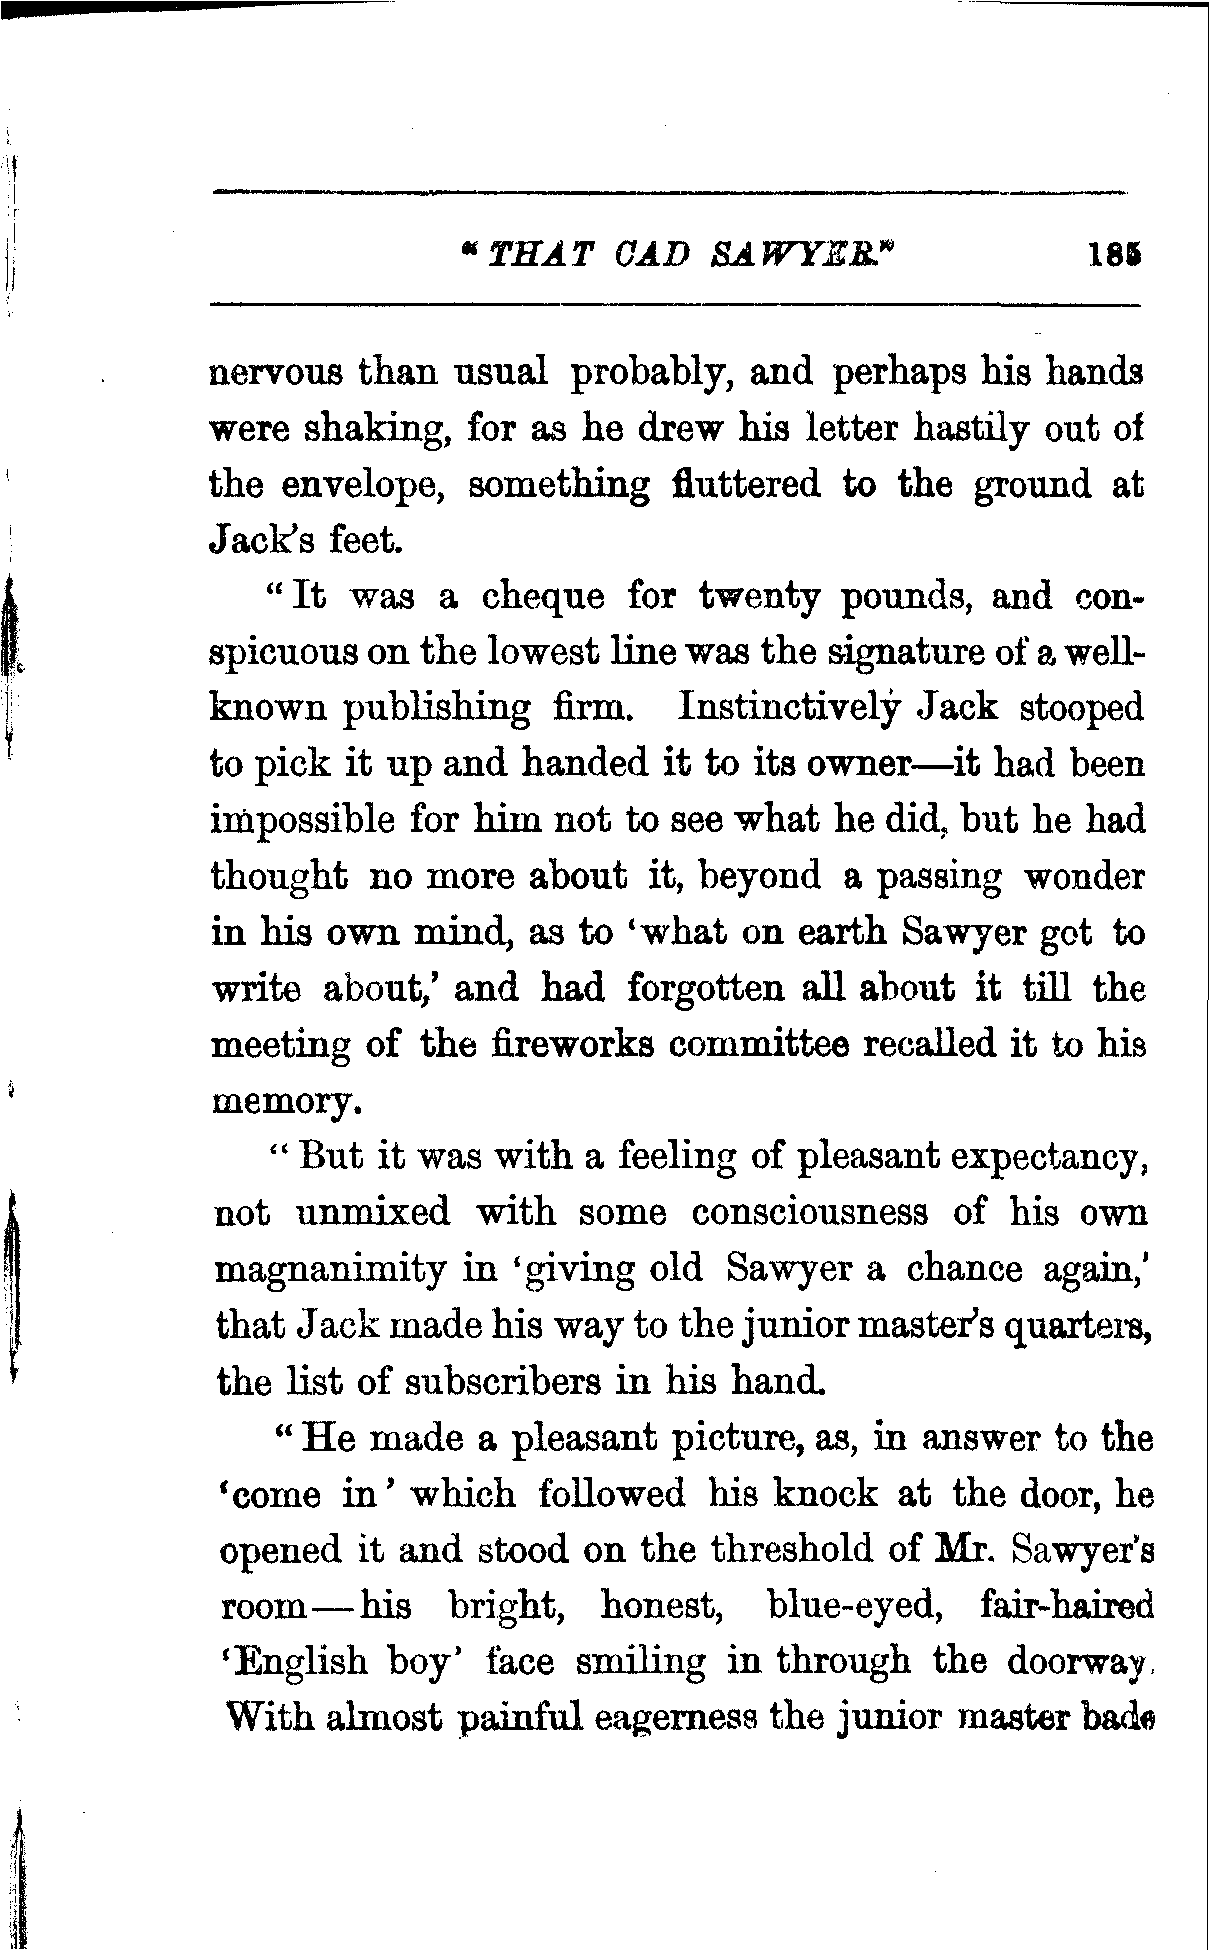 "THAT CAD SAWYER." 185
nervous than usual probably, and perhaps his hands
were shaking, for as he drew his letter hastily out of
the envelope, something fluttered to the ground at
Jack's feet.
"It was a cheque for twenty pounds, and con-
spicuous on the lowest line was the signature of a well-
known publishing firm. Instinctively Jack stooped
to pick it up and handed it to its owner—it had been
impossible for him not to see what he did, but he had
thought no more about it, beyond a passing wonder
in his own mind, as to 'what on earth Sawyer got to
write about,' and had forgotten all about it till the
meeting of the fireworks committee recalled it to his
memory.
"But it was with a feeling of pleasant expectancy,
not unmixed with some consciousness of his own
magnanimity in 'giving old Sawyer a chance again,'
that Jack made his way to the junior master's quarters,
the list of subscribers in his hand.
"He made a pleasant picture, as, in answer to the
'come in' which followed his knock at the door, he
opened it and stood on the threshold of Mr. Sawyer's
room—his bright, honest, blue-eyed, fair-haired
'English boy' face smiling in through the doorway.
With almost painful eagerness the junior master bade